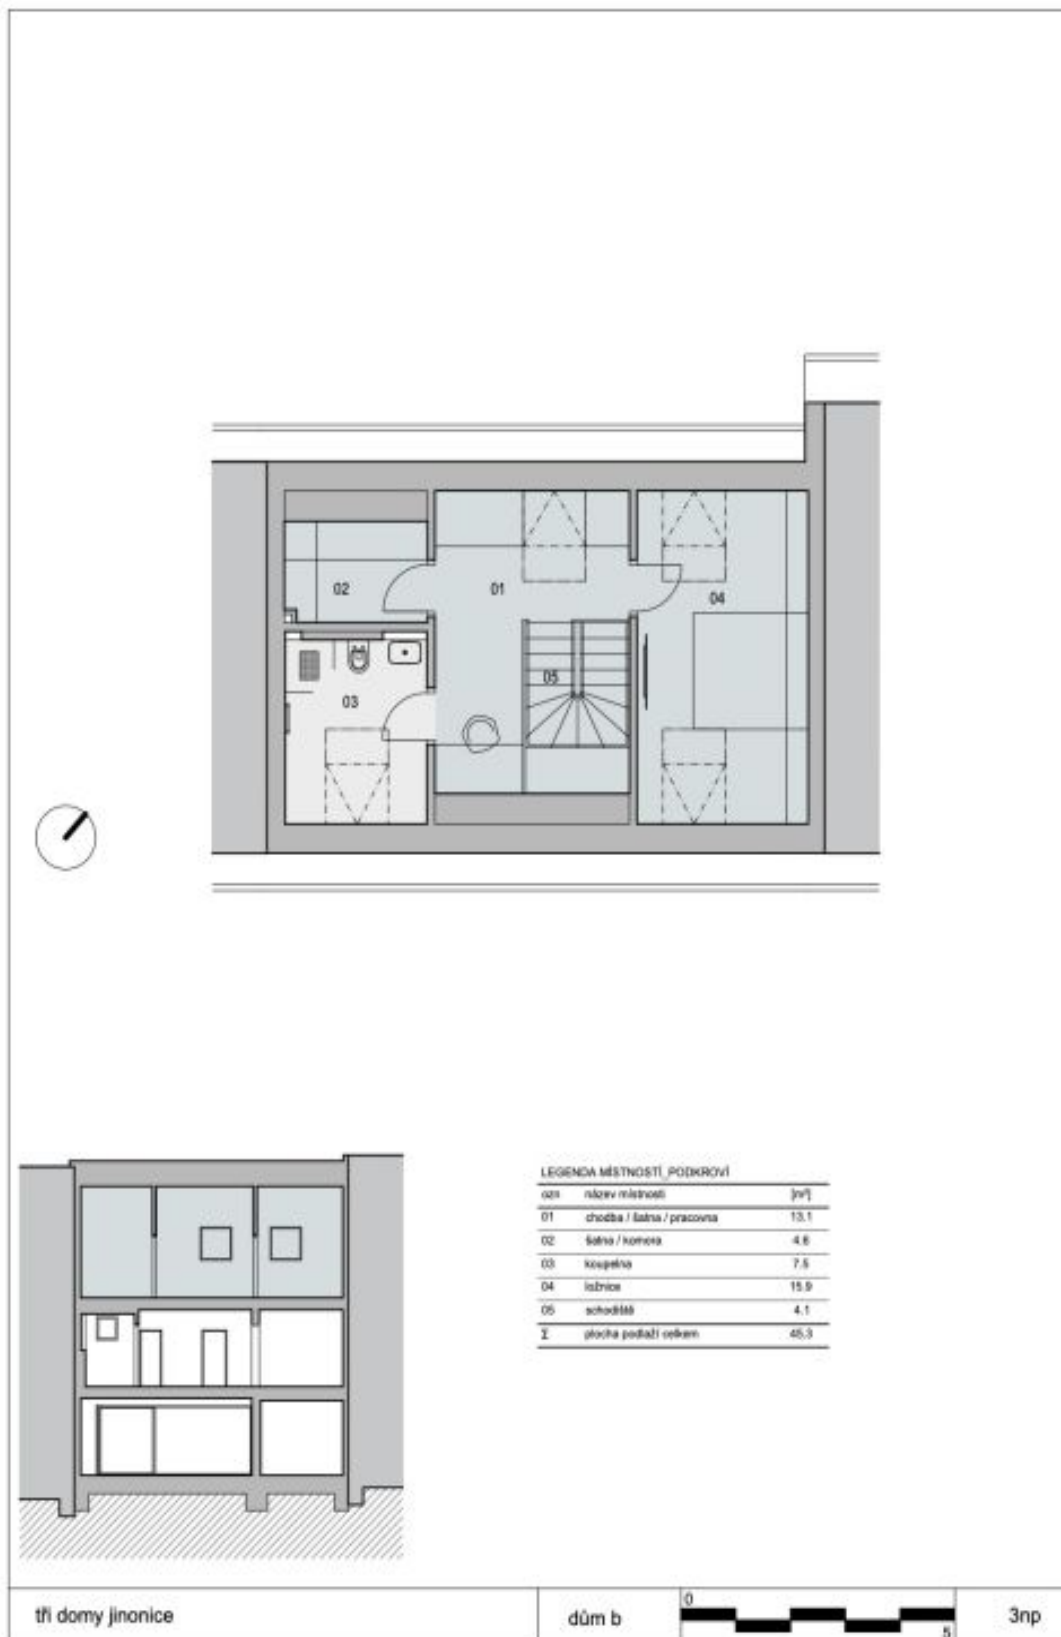 02
01
04
05
03
LEGENDA MÍSTNOSTÍ_PODKROVÍ
ozn název místnosti [m²]
01 chodba / šatna / pracovna 13.1
02 šatna / komora 4.6
03 koupelna 7.5
04 ložnice 15.9
05 schodiště 4.1
Σ plocha podlaží celkem 45.3
tři domy jinonice
dům b
0
5
3np